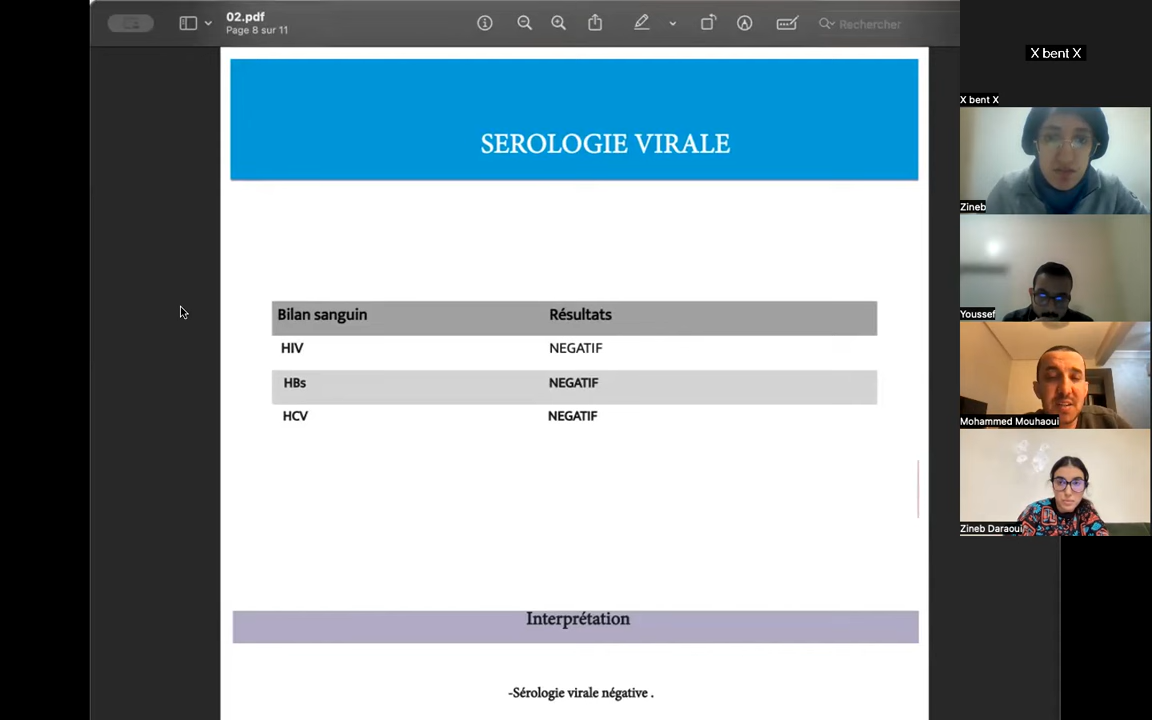 02.pdf
Page 8 sur 11
Rechercher
SEROLOGIE VIRALE
Bilan sanguin Résultats
HIV NEGATIF
HBs NEGATIF
HCV NEGATIF
Interprétation
-Sérologie virale négative .
X bent X
X bent X
Zineb
Youssef
Mohammed Mouhaoui
Zineb Daraoui